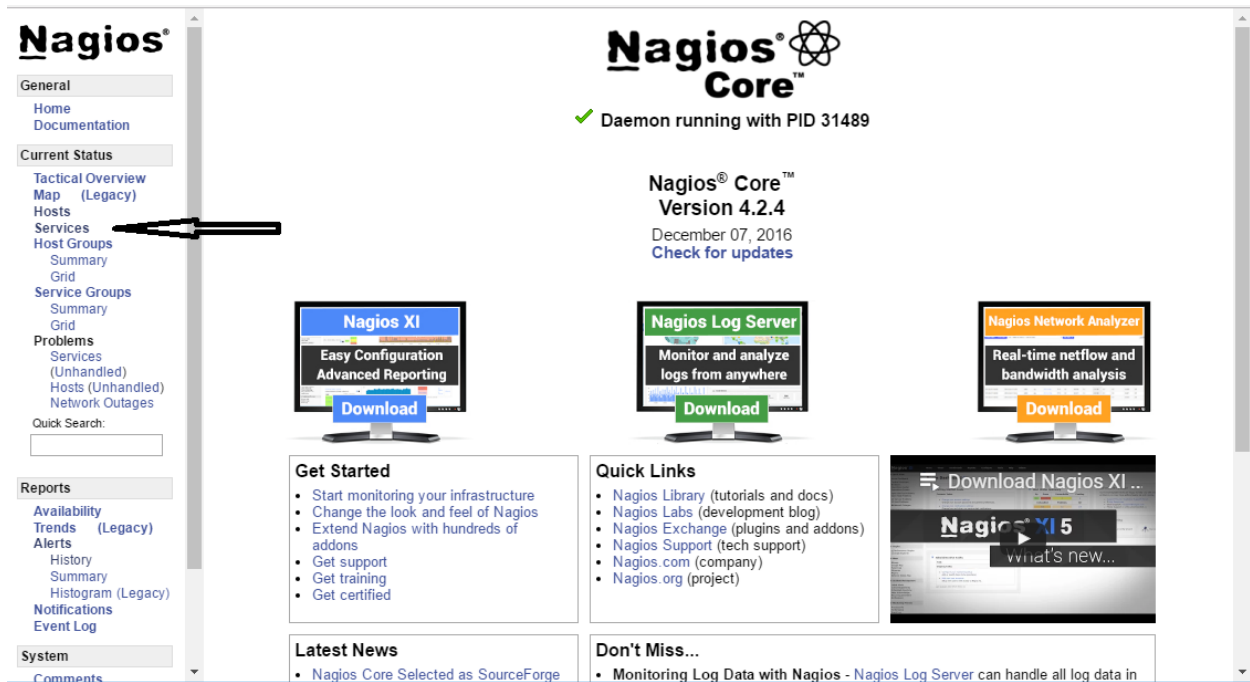 Nagios®
General
Home
Documentation
Current Status
Tactical Overview
Map (Legacy)
Hosts
Services
Host Groups
Summary
Grid
Service Groups
Summary
Grid
Problems
Services
(Unhandled)
Hosts (Unhandled)
Network Outages
Quick Search:
Reports
Availability
Trends (Legacy)
Alerts
History
Summary
Histogram (Legacy)
Notifications
Event Log
System
Comments
Nagios®
Core™
Daemon running with PID 31489
Nagios® Core™
Version 4.2.4
December 07, 2016
Check for updates
Nagios XI
Easy Configuration
Advanced Reporting
Download
Nagios Log Server
Monitor and analyze
logs from anywhere
Download
Nagios Network Analyzer
Real-time netflow and
bandwidth analysis
Download
Get Started
• Start monitoring your infrastructure
• Change the look and feel of Nagios
• Extend Nagios with hundreds of
addons
• Get support
• Get training
• Get certified
Quick Links
• Nagios Library (tutorials and docs)
• Nagios Labs (development blog)
• Nagios Exchange (plugins and addons)
• Nagios Support (tech support)
• Nagios.com (company)
• Nagios.org (project)
Download Nagios XI ...
Nagios® XI 5
What's new...
Latest News
• Nagios Core Selected as SourceForge
Don't Miss...
• Monitoring Log Data with Nagios - Nagios Log Server can handle all log data in